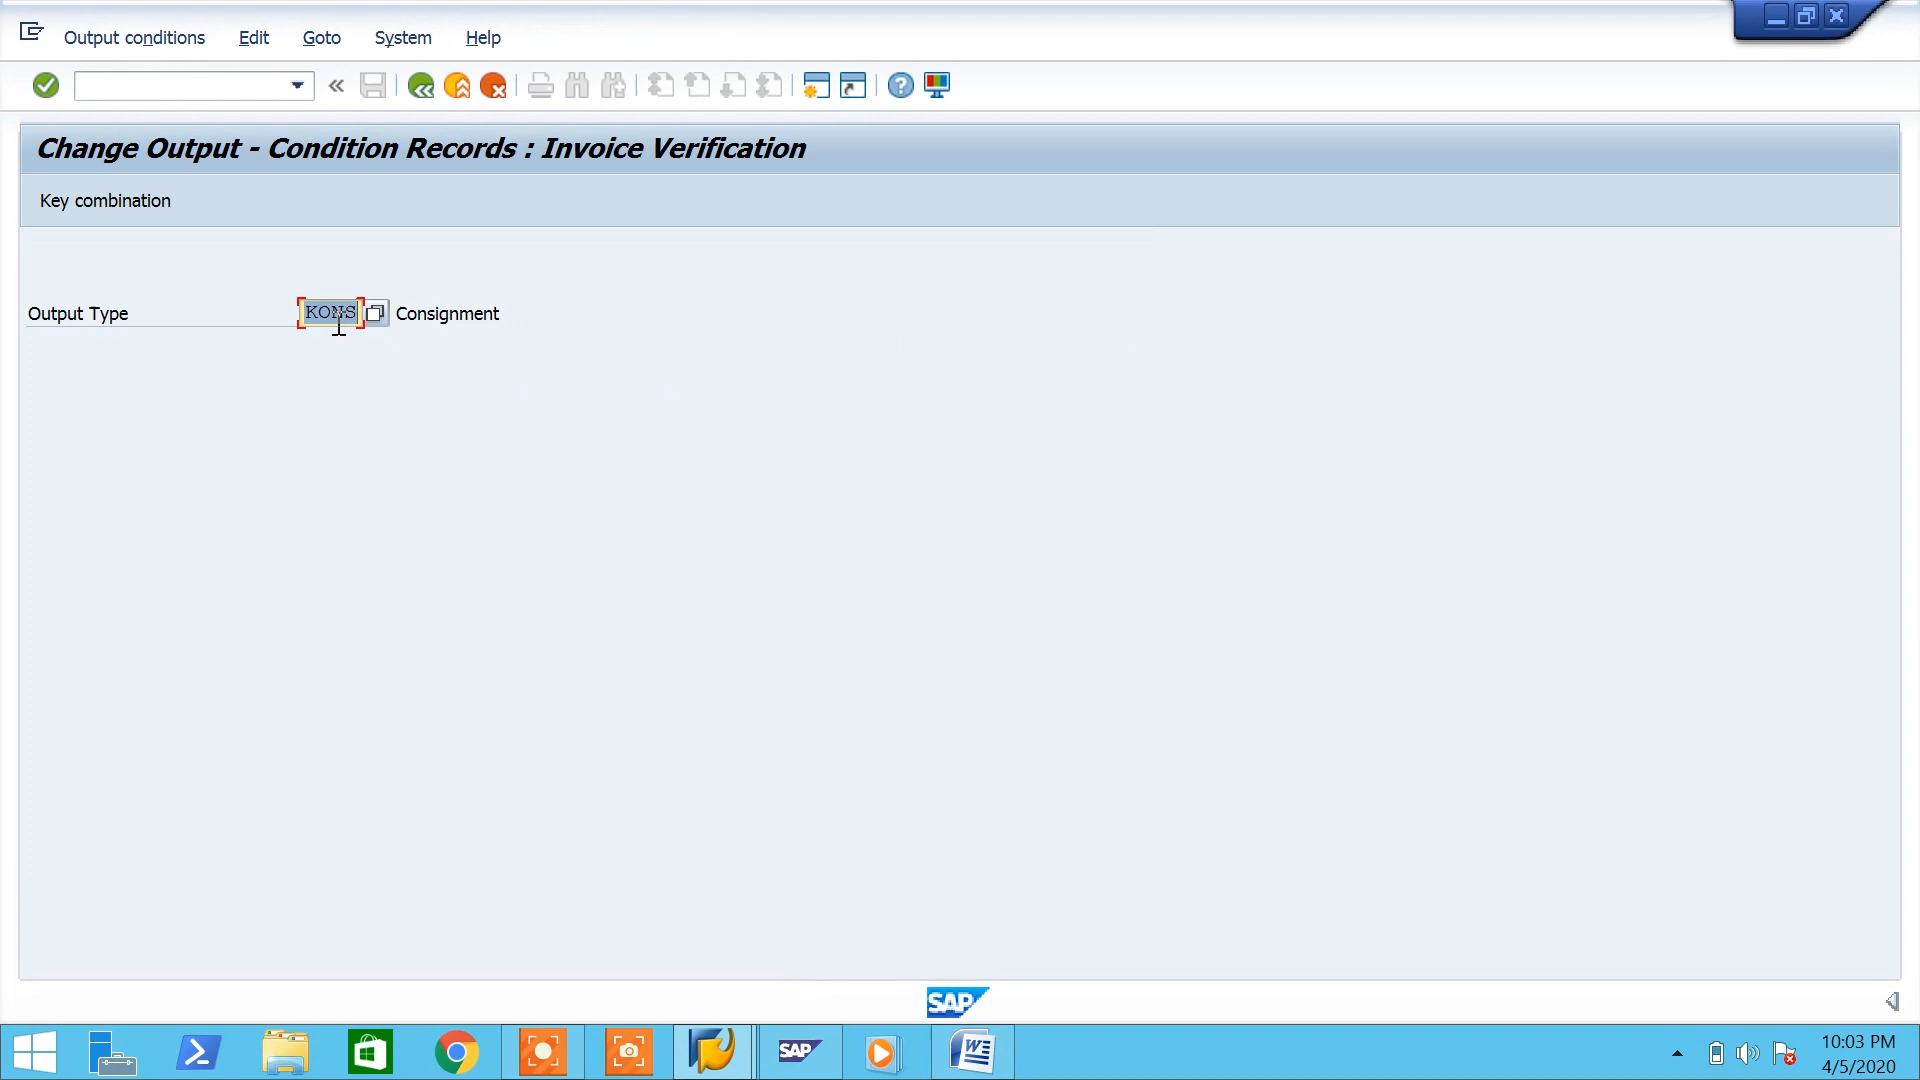 Output conditions Edit Goto System Help
Change Output - Condition Records : Invoice Verification
Key combination
Output Type KONS Consignment
SAP
SAP
10:03 PM
4/5/2020